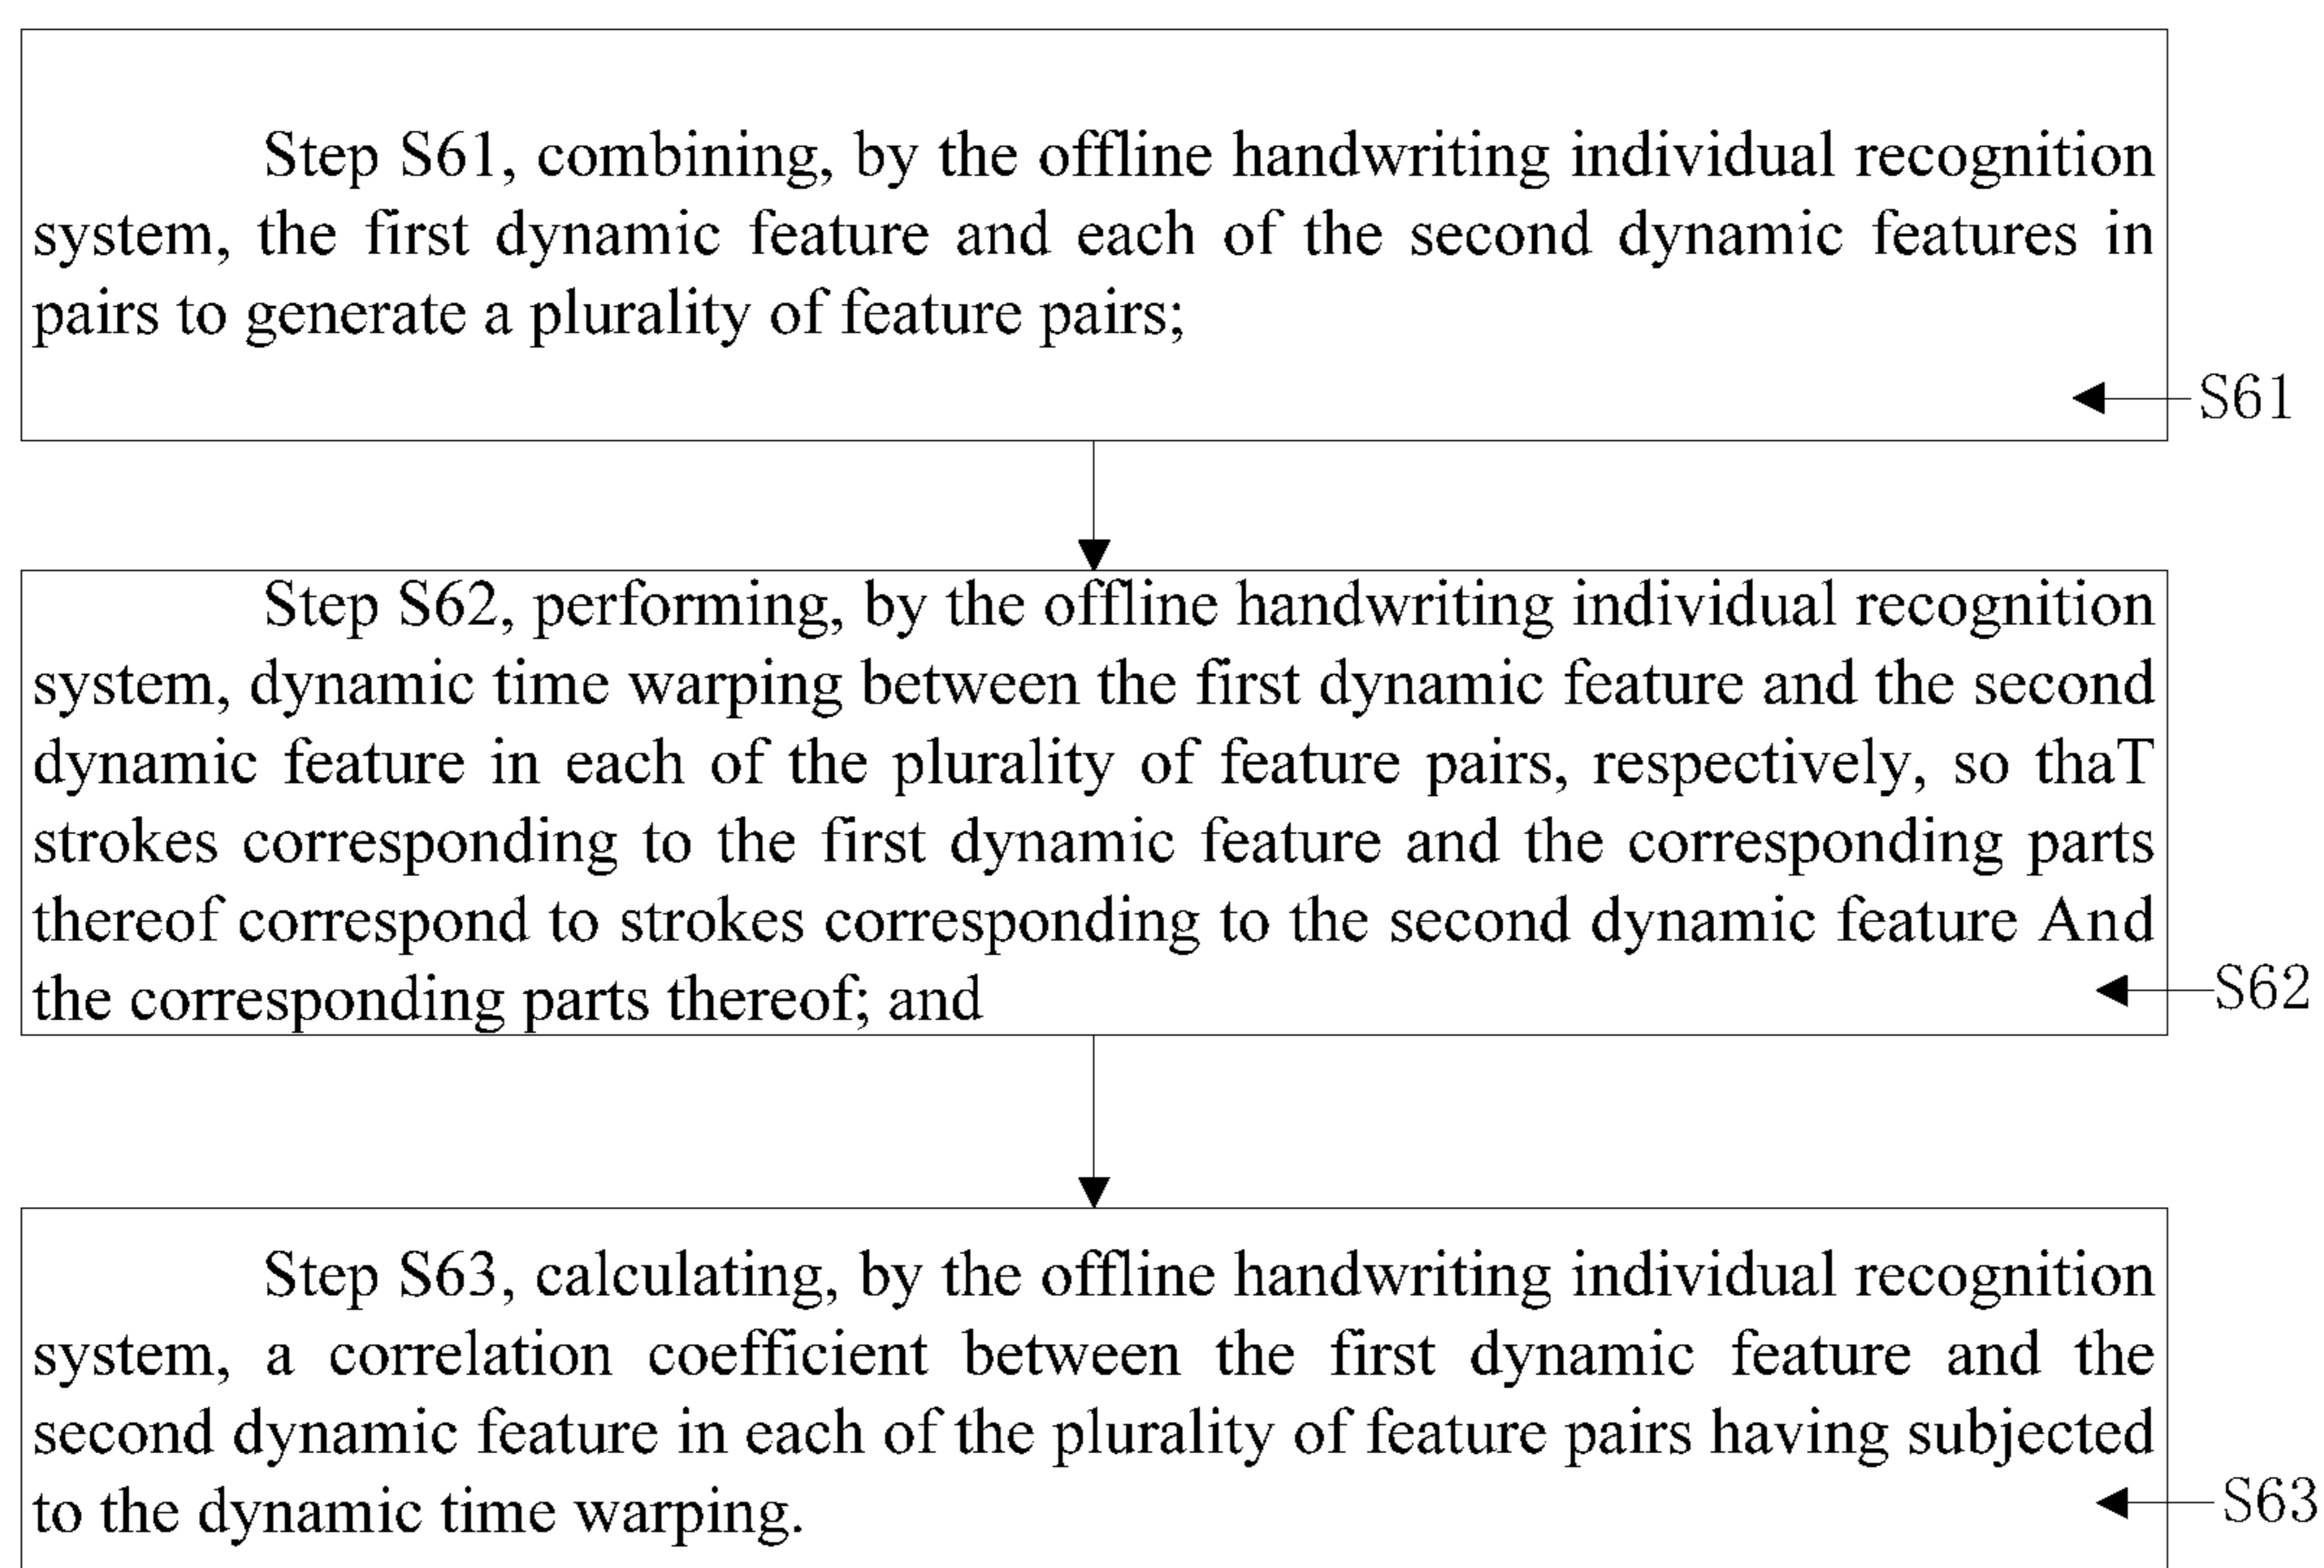 Step S61, combining, by the offline handwriting individual recognition
system, the first dynamic feature and each of the second dynamic features in
pairs to generate a plurality of feature pairs;
S61
Step S62, performing, by the offline handwriting individual recognition
system, dynamic time warping between the first dynamic feature and the second
dynamic feature in each of the plurality of feature pairs, respectively, so thaT
strokes corresponding to the first dynamic feature and the corresponding parts
thereof correspond to strokes corresponding to the second dynamic feature And
the corresponding parts thereof; and
S62
Step S63, calculating, by the offline handwriting individual recognition
system, a correlation coefficient between the first dynamic feature and the
second dynamic feature in each of the plurality of feature pairs having subjected
to the dynamic time warping.
S63